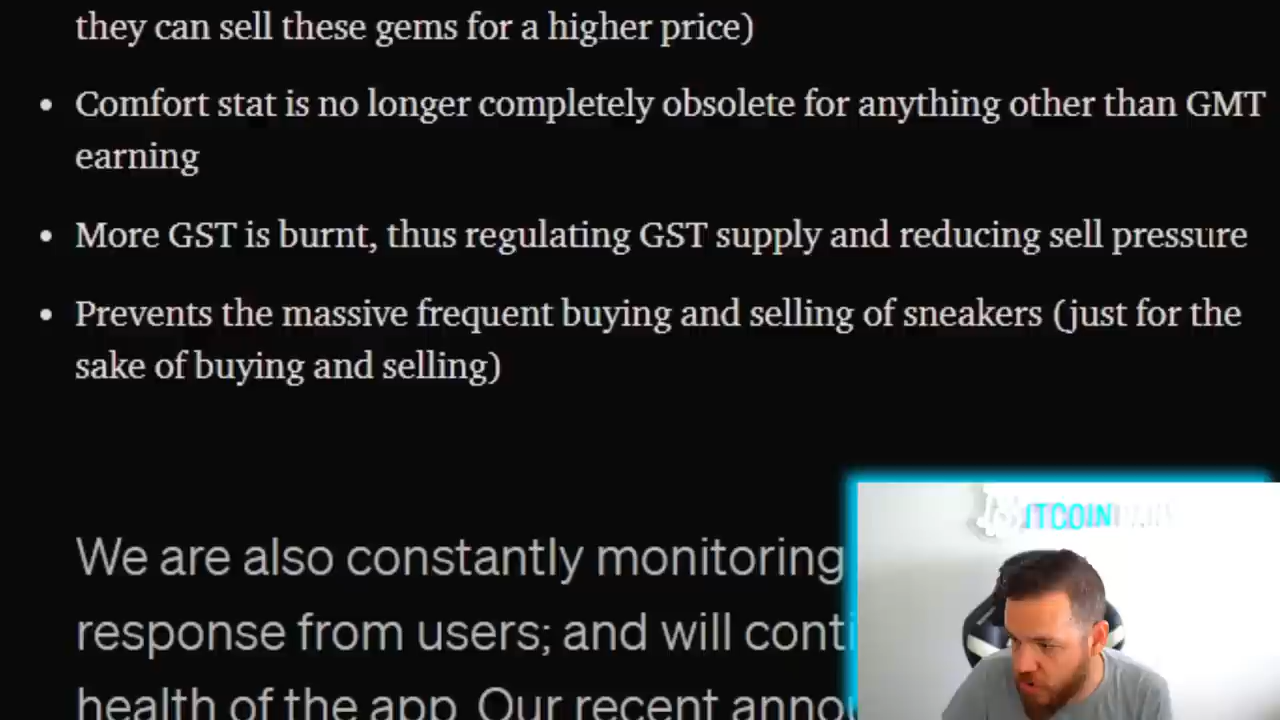 they can sell these gems for a higher price)
• Comfort stat is no longer completely obsolete for anything other than GMT
earning
• More GST is burnt, thus regulating GST supply and reducing sell pressure
• Prevents the massive frequent buying and selling of sneakers (just for the
sake of buying and selling)
We are also constantly monitoring
response from users; and will conti
health of the app. Our recent annou
ITCOIN